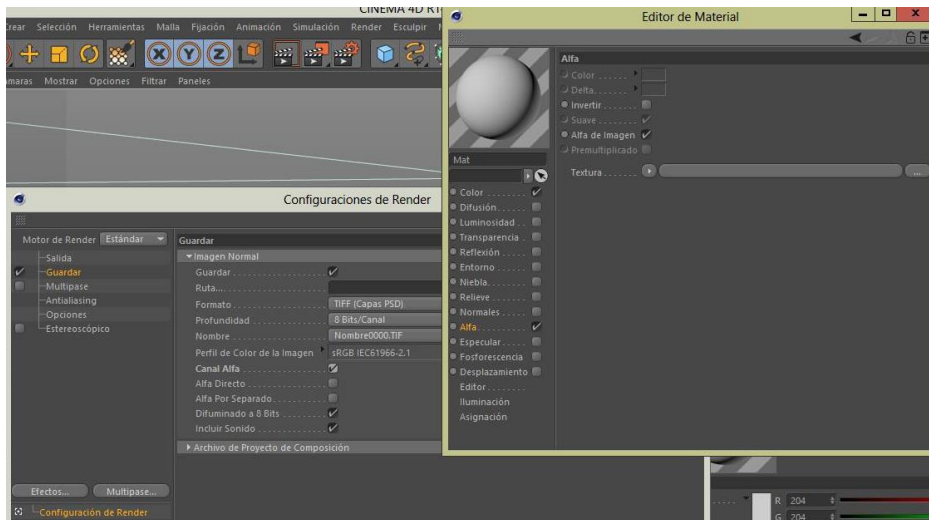 CINEMA 4D R1
Crear Selección Herramientas Malla Fijación Animación Simulación Render Esculpir
Cámaras Mostrar Opciones Filtrar Paneles
Editor de Material
Alfa
Color
Delta
Invertir
Suave
Alfa de Imagen
Premultiplicado
Textura
...
Mat
Color
Difusión
Luminosidad
Transparencia
Reflexión
Entorno
Niebla
Relieve
Normales
Alfa
Especular
Fosforescencia
Desplazamiento
Editor
Iluminación
Asignación
Configuraciones de Render
Motor de Render Estándar
Salida
Guardar
Multipase
Antialiasing
Opciones
Estereoscópico
Efectos... Multipase...
Configuración de Render
Guardar
Imagen Normal
Guardar
Ruta...
Formato TIFF (Capas PSD)
Profundidad 8 Bits/Canal
Nombre Nombre0000.TIF
Perfil de Color de la Imagen sRGB IEC61966-2.1
Canal Alfa
Alfa Directo
Alfa Por Separado
Difuminado a 8 Bits
Incluir Sonido
Archivo de Proyecto de Composición
R 204
G 204